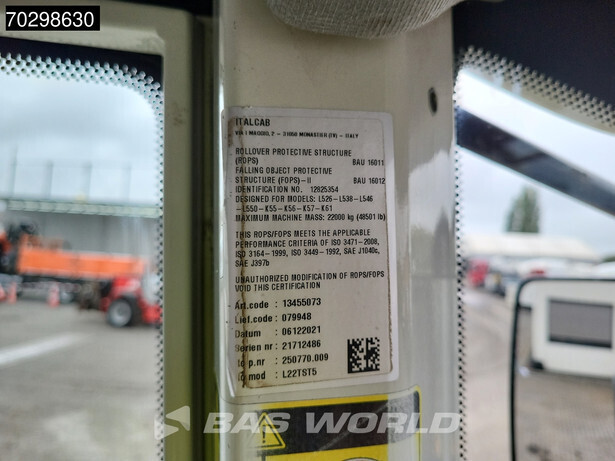 70298630
ITALCAB
VIA I MAGGIO, 2 - 31050 MONASTIER (TV) - ITALY
ROLLOVER PROTECTIVE STRUCTURE
(ROPS) BAU 16011
FALLING OBJECT PROTECTIVE
STRUCTURE (FOPS)-II BAU 16012
IDENTIFICATION NO. 12825354
DESIGNED FOR MODELS: L526-L538-L546
-L550-K55-K56-K57-K61
MAXIMUM MACHINE MASS: 22000 kg (48501 lb)
THIS ROPS/FOPS MEETS THE APPLICABLE
PERFORMANCE CRITERIA OF ISO 3471-2008,
ISO 3164-1999, ISO 3449-1992, SAE J1040c,
SAE J397b
UNAUTHORIZED MODIFICATION OF ROPS/FOPS
VOID THIS CERTIFICATION
Art.code : 13455073
Lief.code : 079948
Datum : 06122021
Serien nr : 21712486
p.nr : 250770.009
mod : L22TST5
BAS WORLD